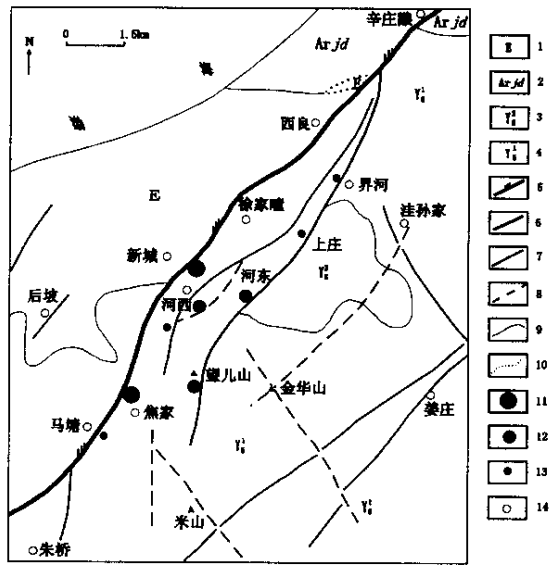 辛庄
Ar jd
Ar jd
N
0 1.5km
渤
海
西良
界河
徐家疃
洼孙家
E
上庄
新城
河西
河东
后坡
望儿山
金华山
姜庄
马塘
焦家
米山
朱桥
E 1
Ar jd 2
3
4
5
6
7
8
9
10
11
12
13
14